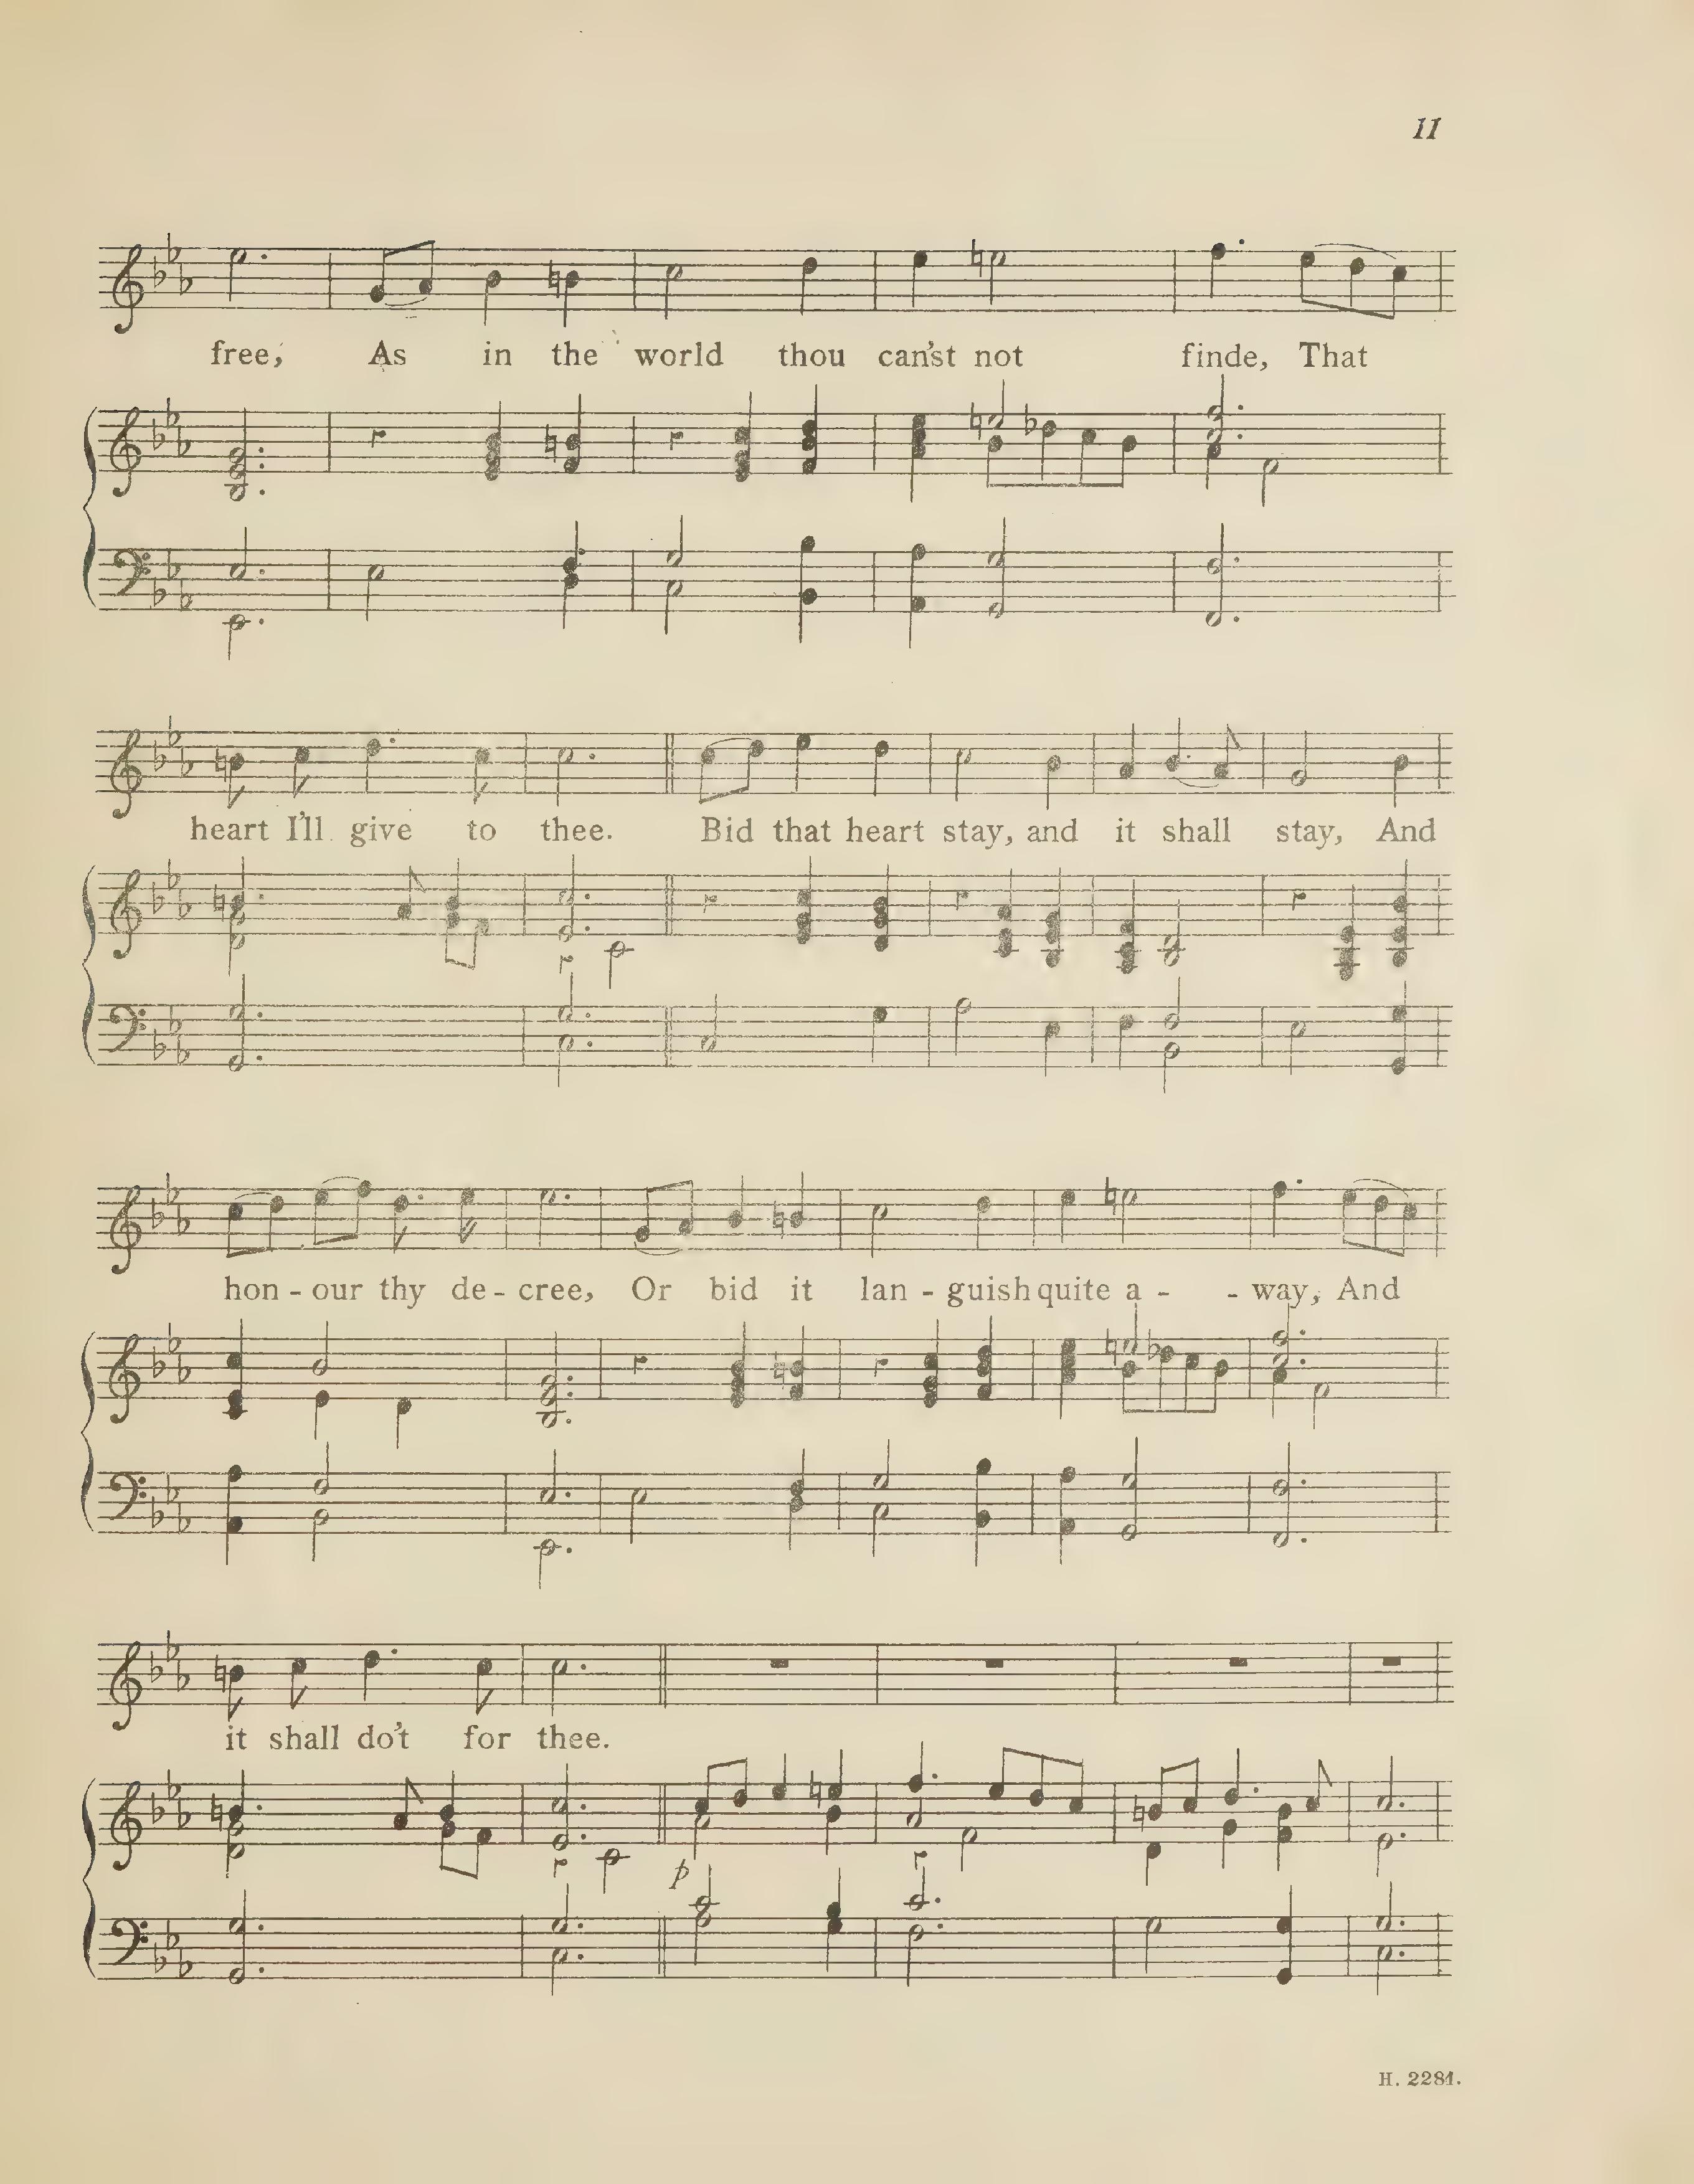 11
free, As in the world thou can'st not finde, That
heart I'll give to thee. Bid that heart stay, and it shall stay, And
hon - our thy de - cree, Or bid it lan - guish quite a - - way, And
it shall do't for thee.
p
H. 2281.